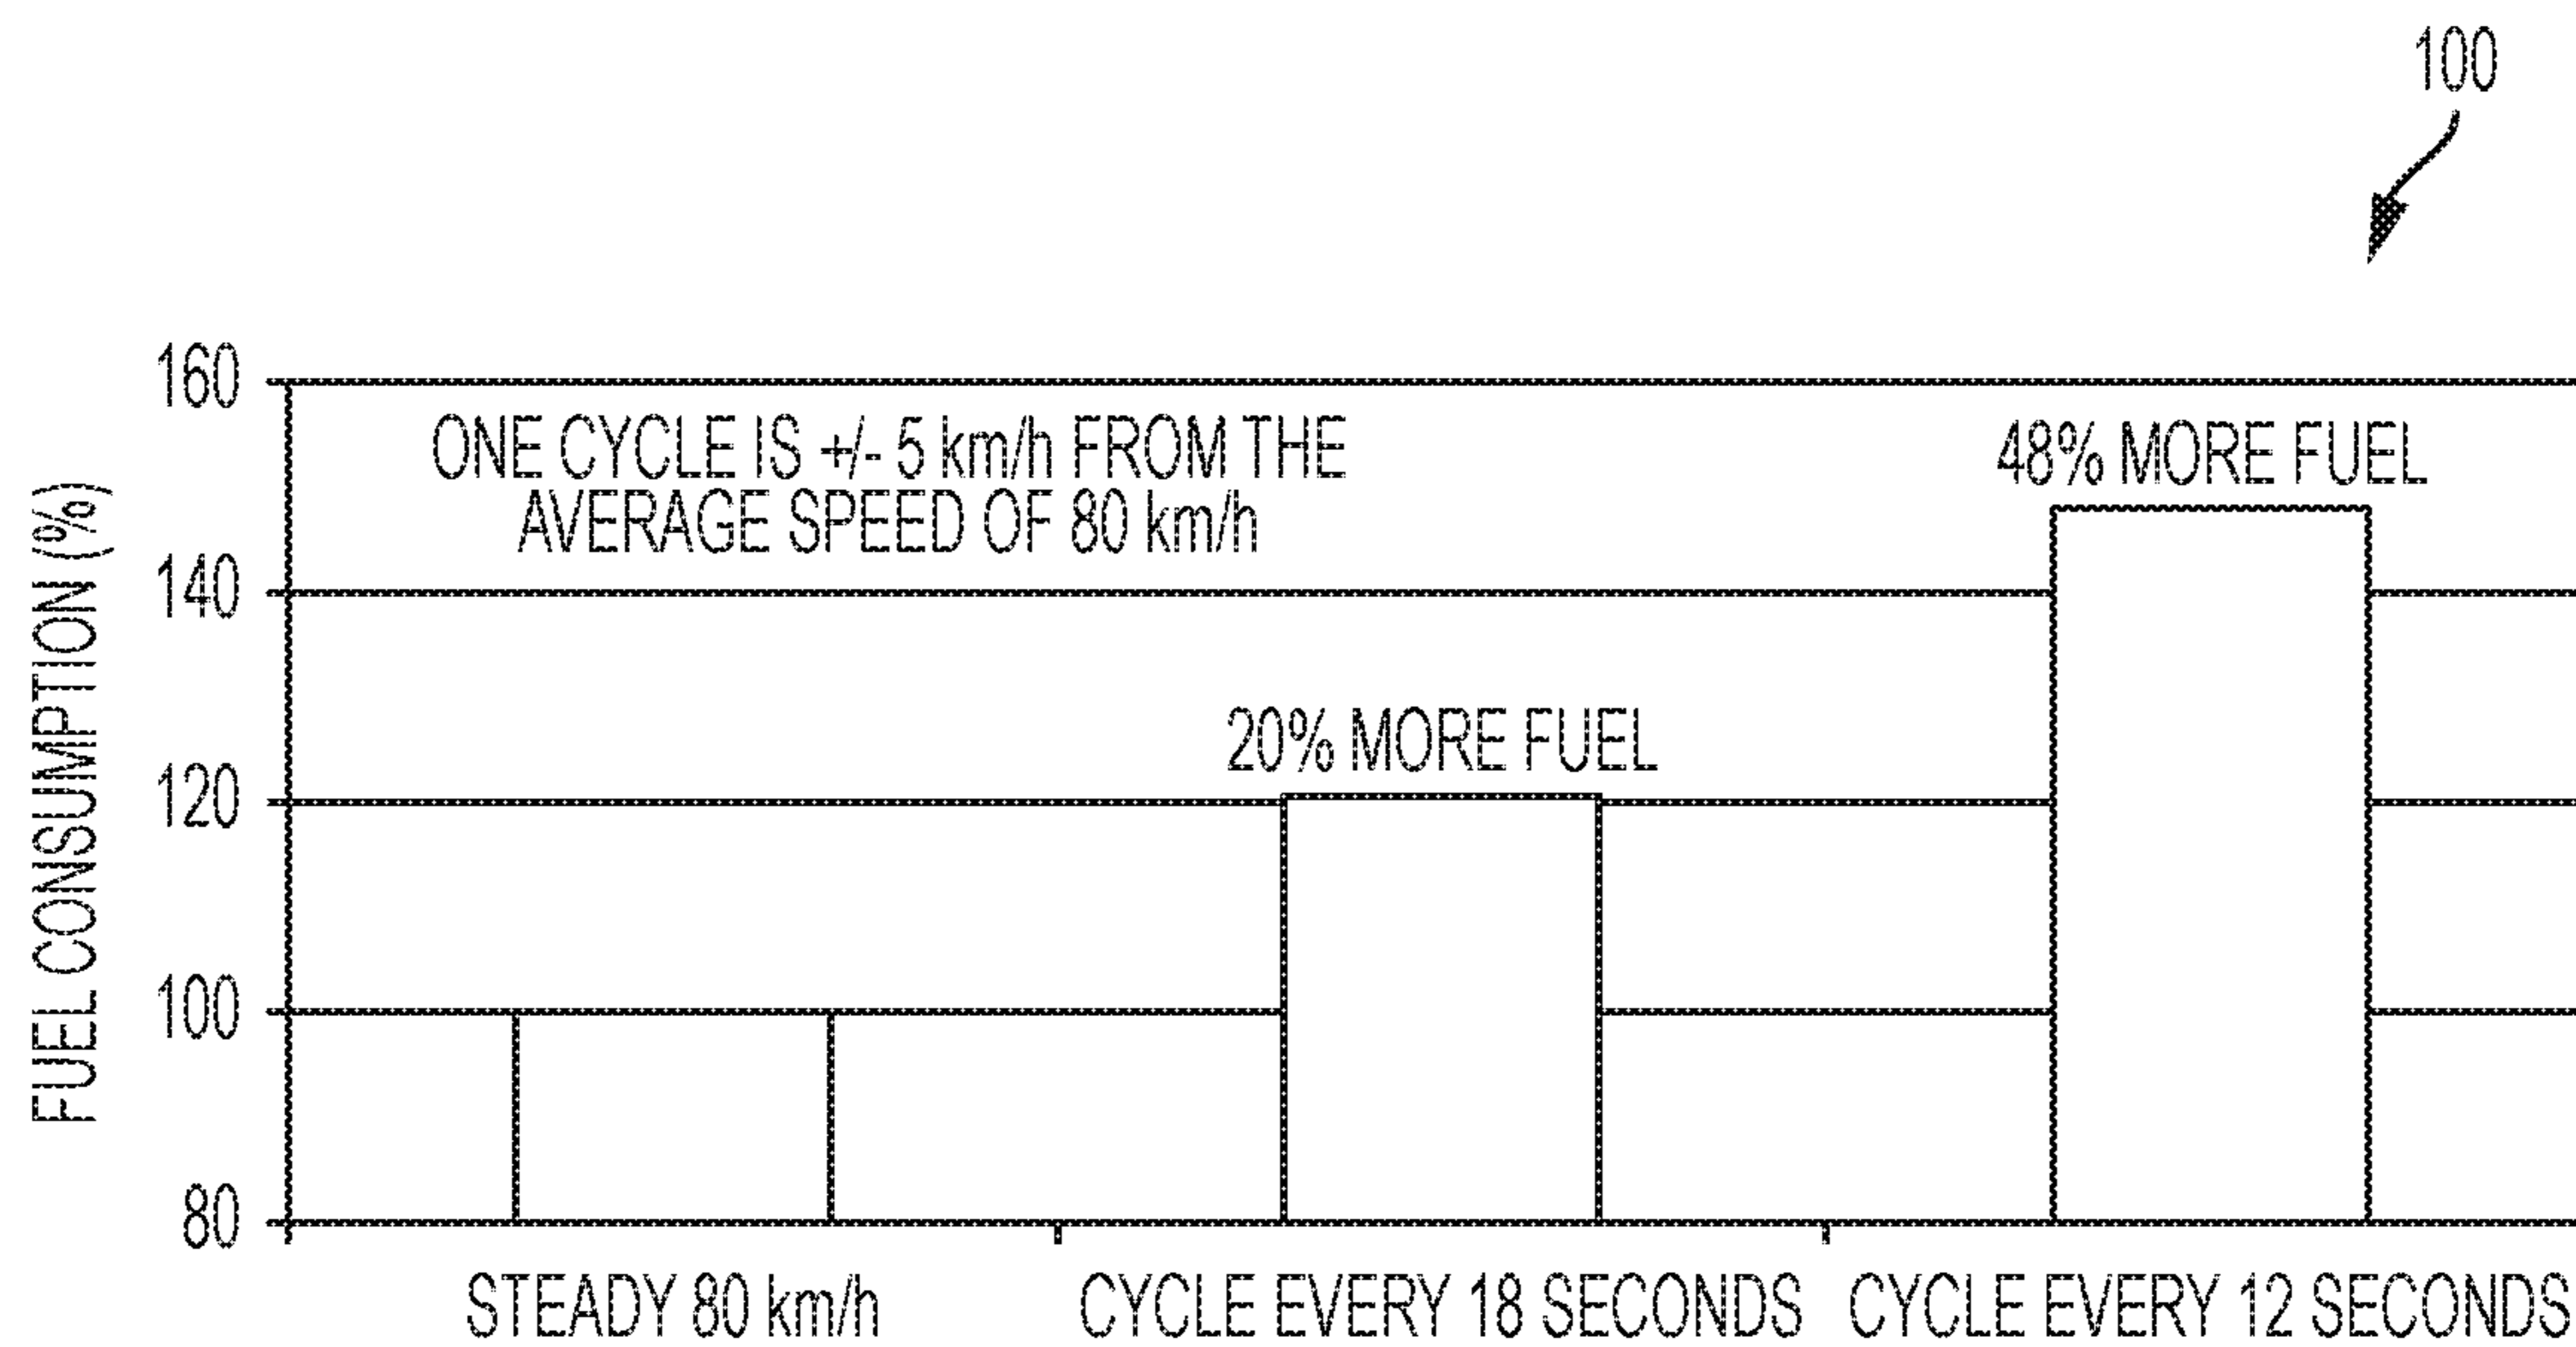 100
160
ONE CYCLE IS +/- 5 km/h FROM THE
AVERAGE SPEED OF 80 km/h
48% MORE FUEL
140
20% MORE FUEL
120
100
80
FUEL CONSUMPTION (%)
STEADY 80 km/h
CYCLE EVERY 18 SECONDS
CYCLE EVERY 12 SECONDS